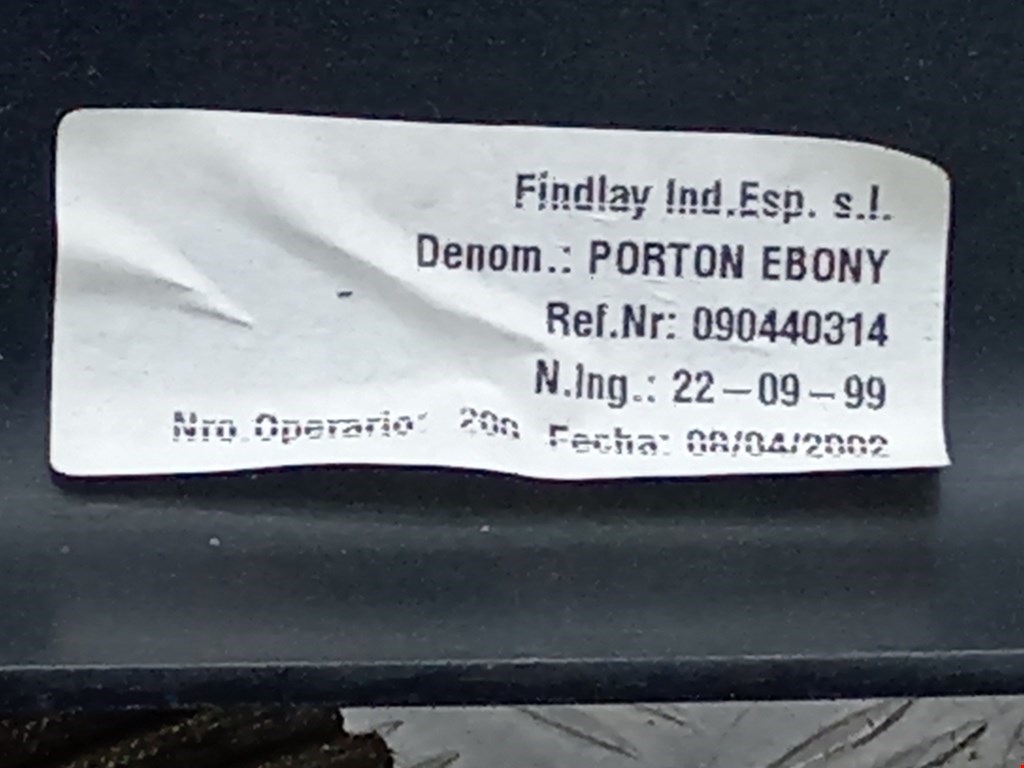 Findlay Ind.Esp. s.l.
Denom.: PORTON EBONY
Ref.Nr: 090440314
N.Ing.: 22-09-99
Nro.Operario: Fecha: 08/04/2002